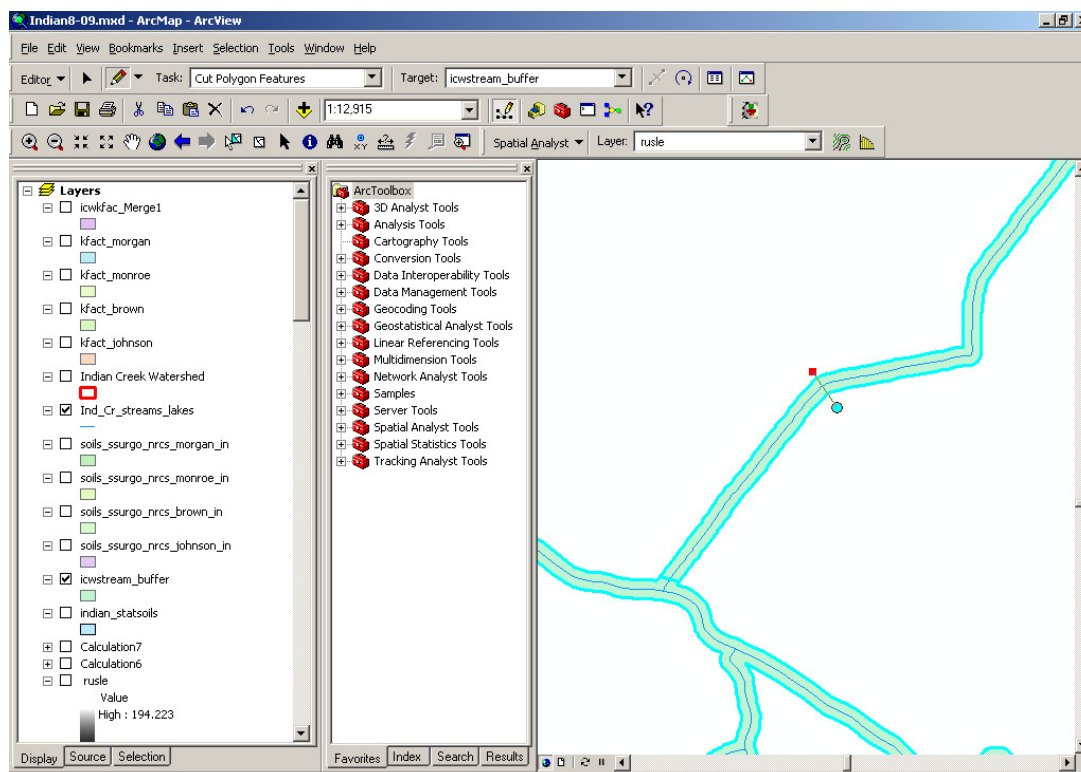 Indian8-09.mxd - ArcMap - ArcView
File Edit View Bookmarks Insert Selection Tools Window Help
Editor Task: Cut Polygon Features Target: icwstream_buffer
1:12,915
Spatial Analyst Layer: rusle
Layers
icwkfac_Merge1
kfact_morgan
kfact_monroe
kfact_brown
kfact_johnson
Indian Creek Watershed
Ind_Cr_streams_lakes
soils_ssurgo_nrcs_morgan_in
soils_ssurgo_nrcs_monroe_in
soils_ssurgo_nrcs_brown_in
soils_ssurgo_nrcs_johnson_in
icwstream_buffer
indian_statsoils
Calculation7
Calculation6
rusle
Value
High : 194.223
Display Source Selection
ArcToolbox
3D Analyst Tools
Analysis Tools
Cartography Tools
Conversion Tools
Data Interoperability Tools
Data Management Tools
Geocoding Tools
Geostatistical Analyst Tools
Linear Referencing Tools
Multidimension Tools
Network Analyst Tools
Samples
Server Tools
Spatial Analyst Tools
Spatial Statistics Tools
Tracking Analyst Tools
Favorites Index Search Results